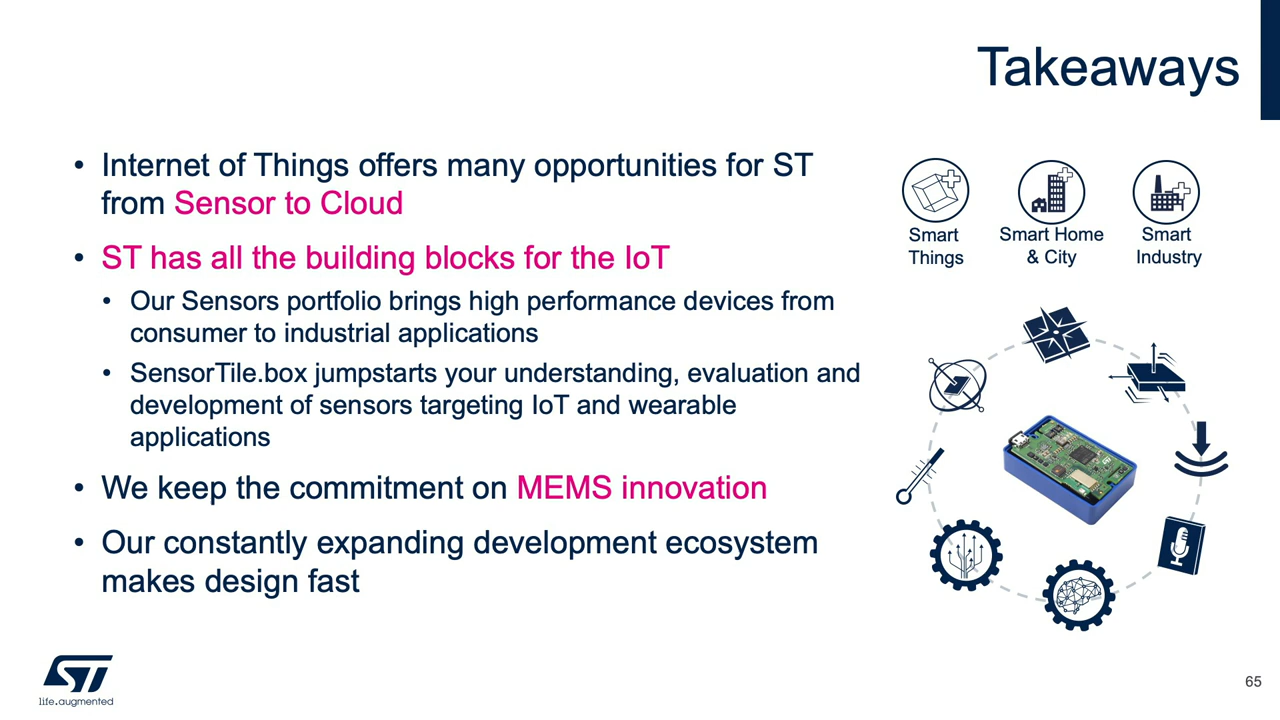 Takeaways
• Internet of Things offers many opportunities for ST
from Sensor to Cloud
• ST has all the building blocks for the IoT
• Our Sensors portfolio brings high performance devices from
consumer to industrial applications
• SensorTile.box jumpstarts your understanding, evaluation and
development of sensors targeting IoT and wearable
applications
• We keep the commitment on MEMS innovation
• Our constantly expanding development ecosystem
makes design fast
Smart
Things
Smart Home
& City
Smart
Industry
ST
life.augmented
65